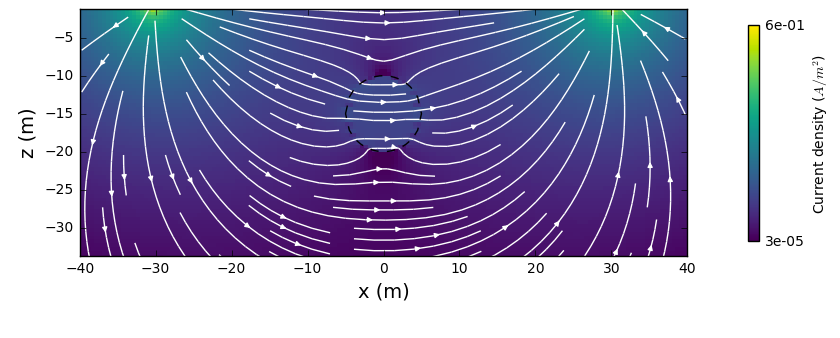 6e-01
−5
−10
−15
−20
−25
−30
z (m)
Current density (A/m²)
3e-05
−40 −30 −20 −10 0 10 20 30 40
x (m)